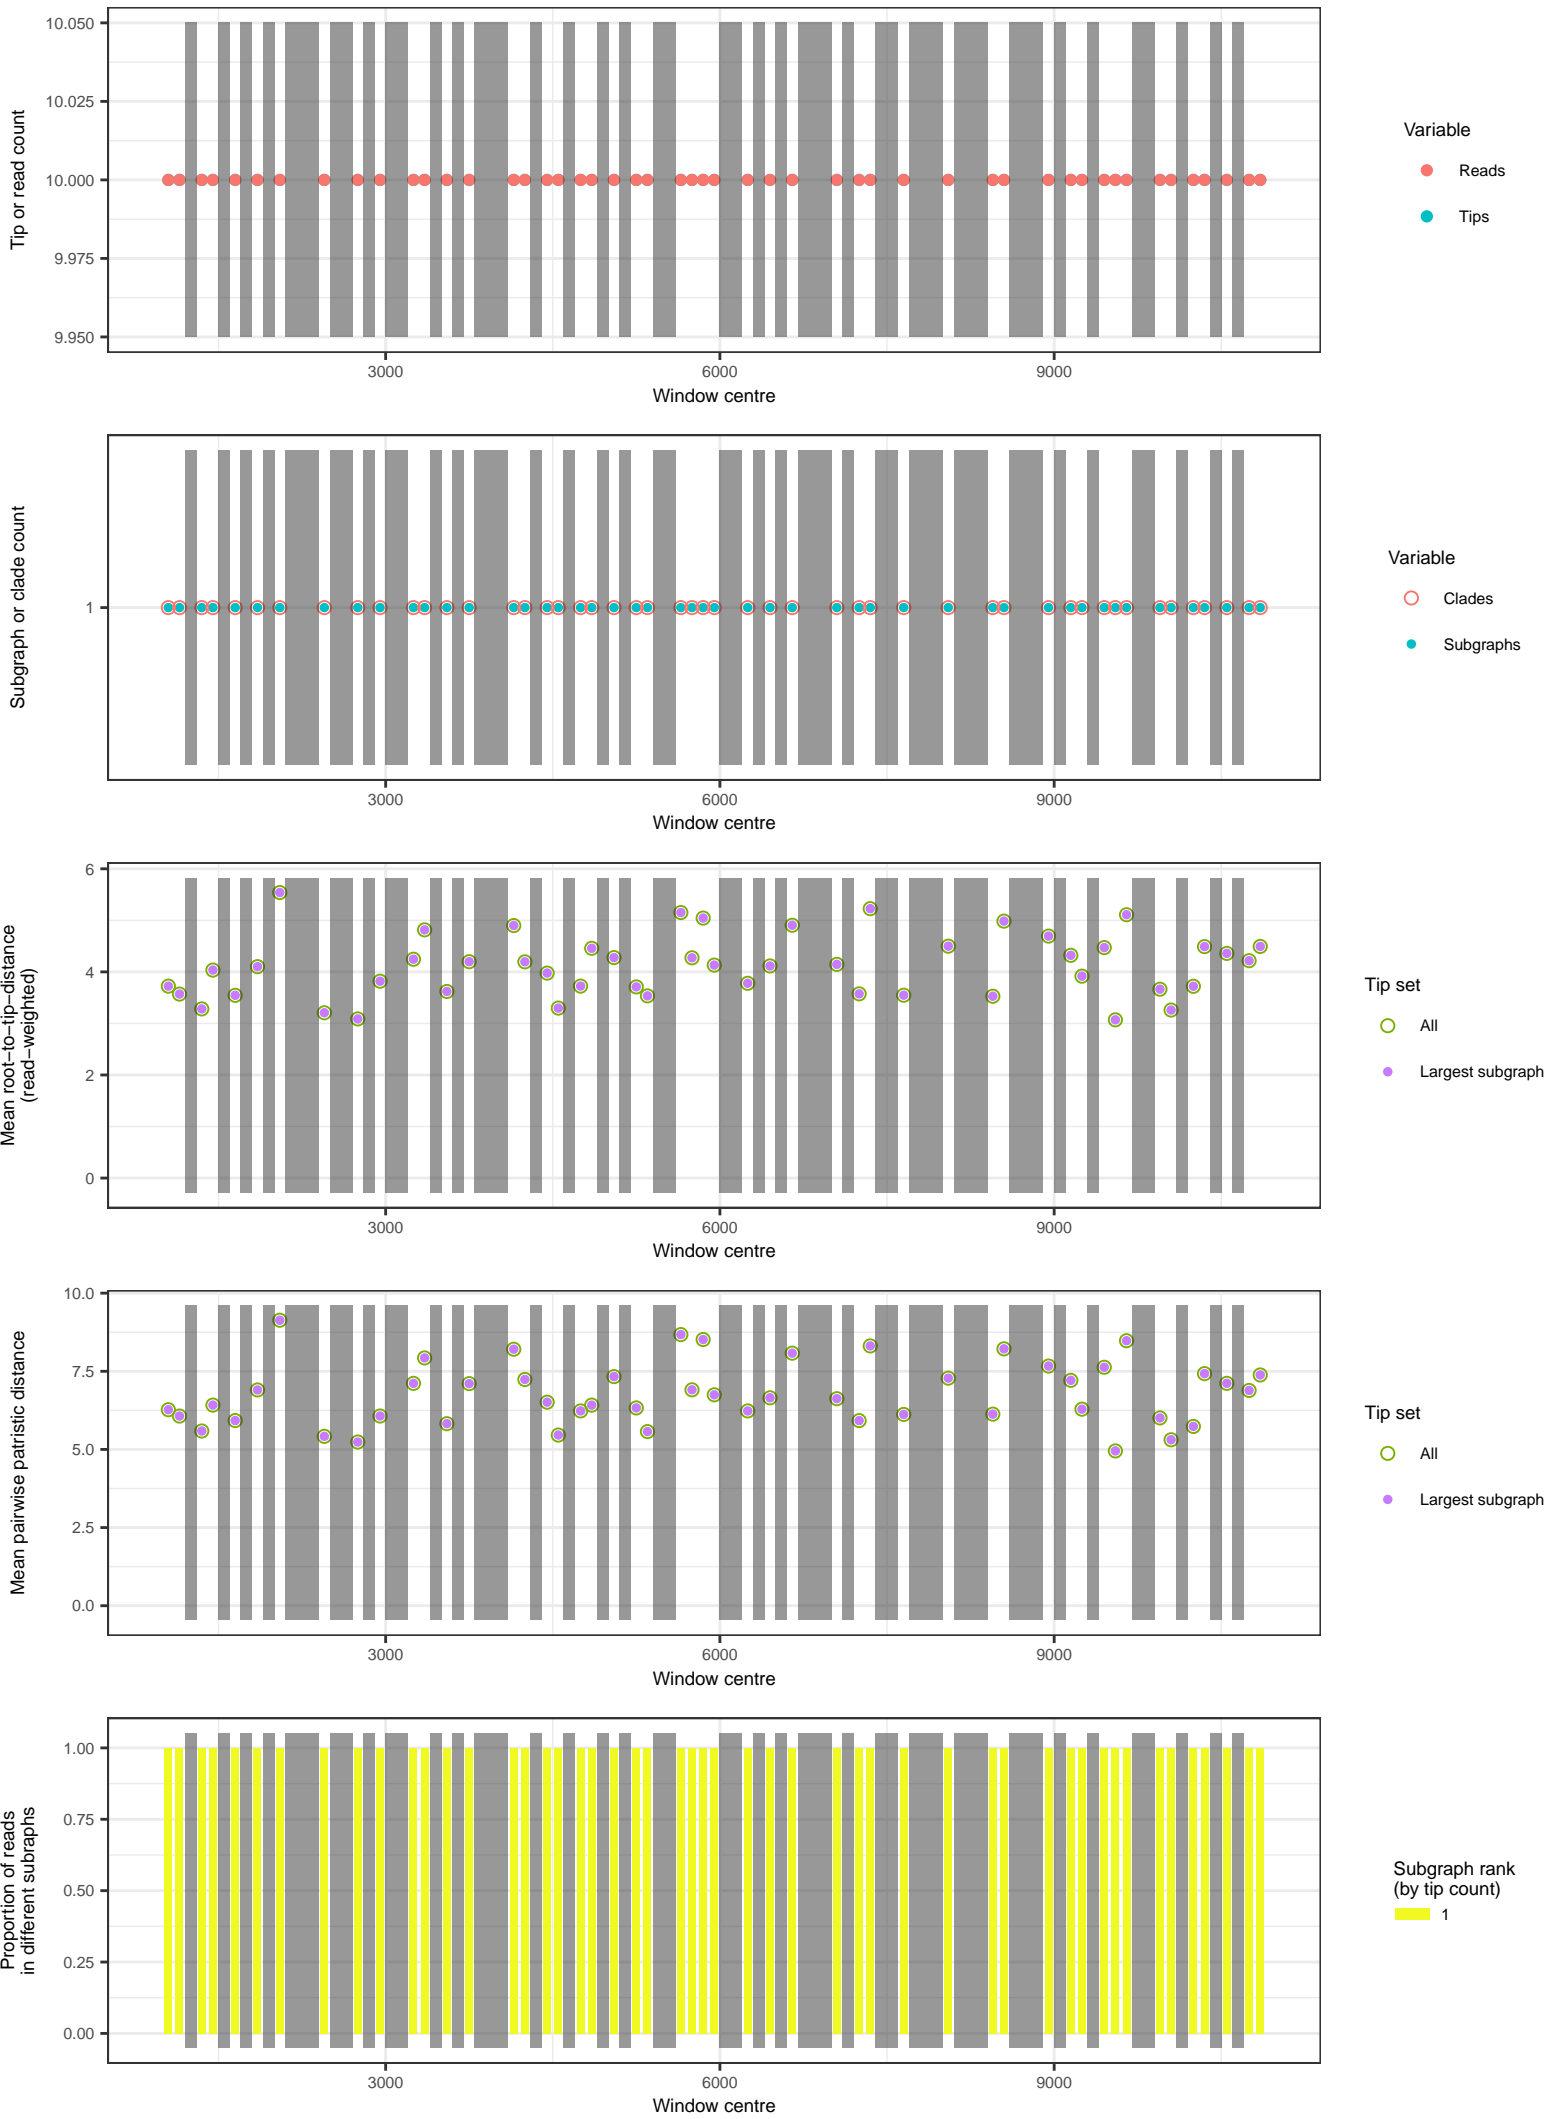 10.050
10.025
10.000
9.975
9.950
Tip or read count
3000
6000
9000
Window centre
Variable
Reads
Tips
1
Subgraph or clade count
3000
6000
9000
Window centre
Variable
Clades
Subgraphs
6
4
2
0
Mean root−to−tip−distance
(read−weighted)
3000
6000
9000
Window centre
Tip set
All
Largest subgraph
10.0
7.5
5.0
2.5
0.0
Mean pairwise patristic distance
3000
6000
9000
Window centre
Tip set
All
Largest subgraph
1.00
0.75
0.50
0.25
0.00
Proportion of reads
in different subraphs
3000
6000
9000
Window centre
Subgraph rank
(by tip count)
1